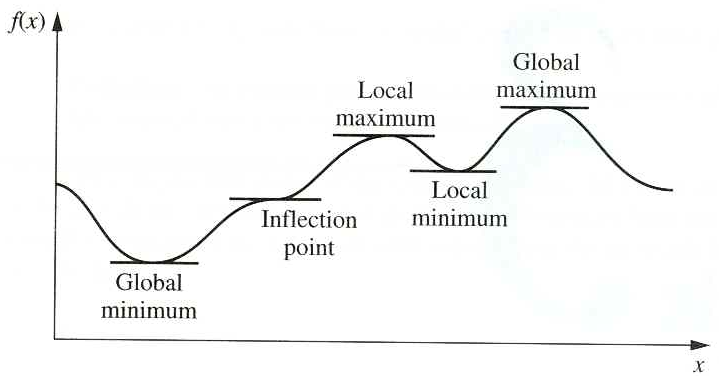 f(x)
Global
maximum
Local
maximum
Local
minimum
Inflection
point
Global
minimum
x